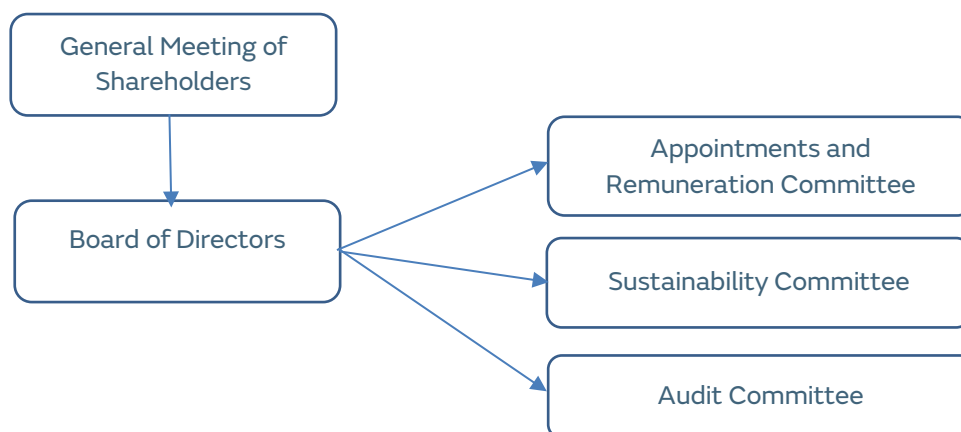 General Meeting of
Shareholders
Board of Directors
Appointments and
Remuneration Committee
Sustainability Committee
Audit Committee